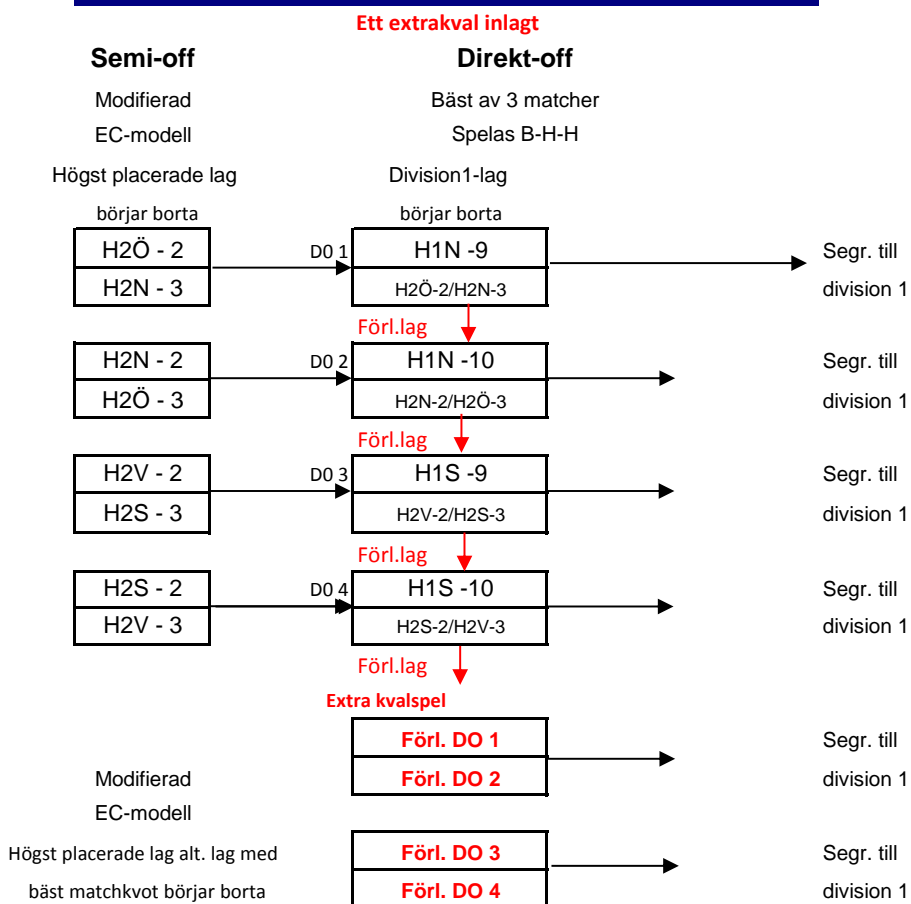 Ett extrakval inlagt
Semi-off Direkt-off
Modifierad Bäst av 3 matcher
EC-modell Spelas B-H-H
Högst placerade lag Division1-lag
börjar borta börjar borta
H2Ö - 2 D0 1 H1N -9 Segr. till
H2N - 3 H2Ö-2/H2N-3 division 1
Förl.lag
H2N - 2 D0 2 H1N -10 Segr. till
H2Ö - 3 H2N-2/H2Ö-3 division 1
Förl.lag
H2V - 2 D0 3 H1S -9 Segr. till
H2S - 3 H2V-2/H2S-3 division 1
Förl.lag
H2S - 2 D0 4 H1S -10 Segr. till
H2V - 3 H2S-2/H2V-3 division 1
Förl.lag
Extra kvalspel
Förl. DO 1 Segr. till
Modifierad Förl. DO 2 division 1
EC-modell
Högst placerade lag alt. lag med Förl. DO 3 Segr. till
bäst matchkvot börjar borta Förl. DO 4 division 1